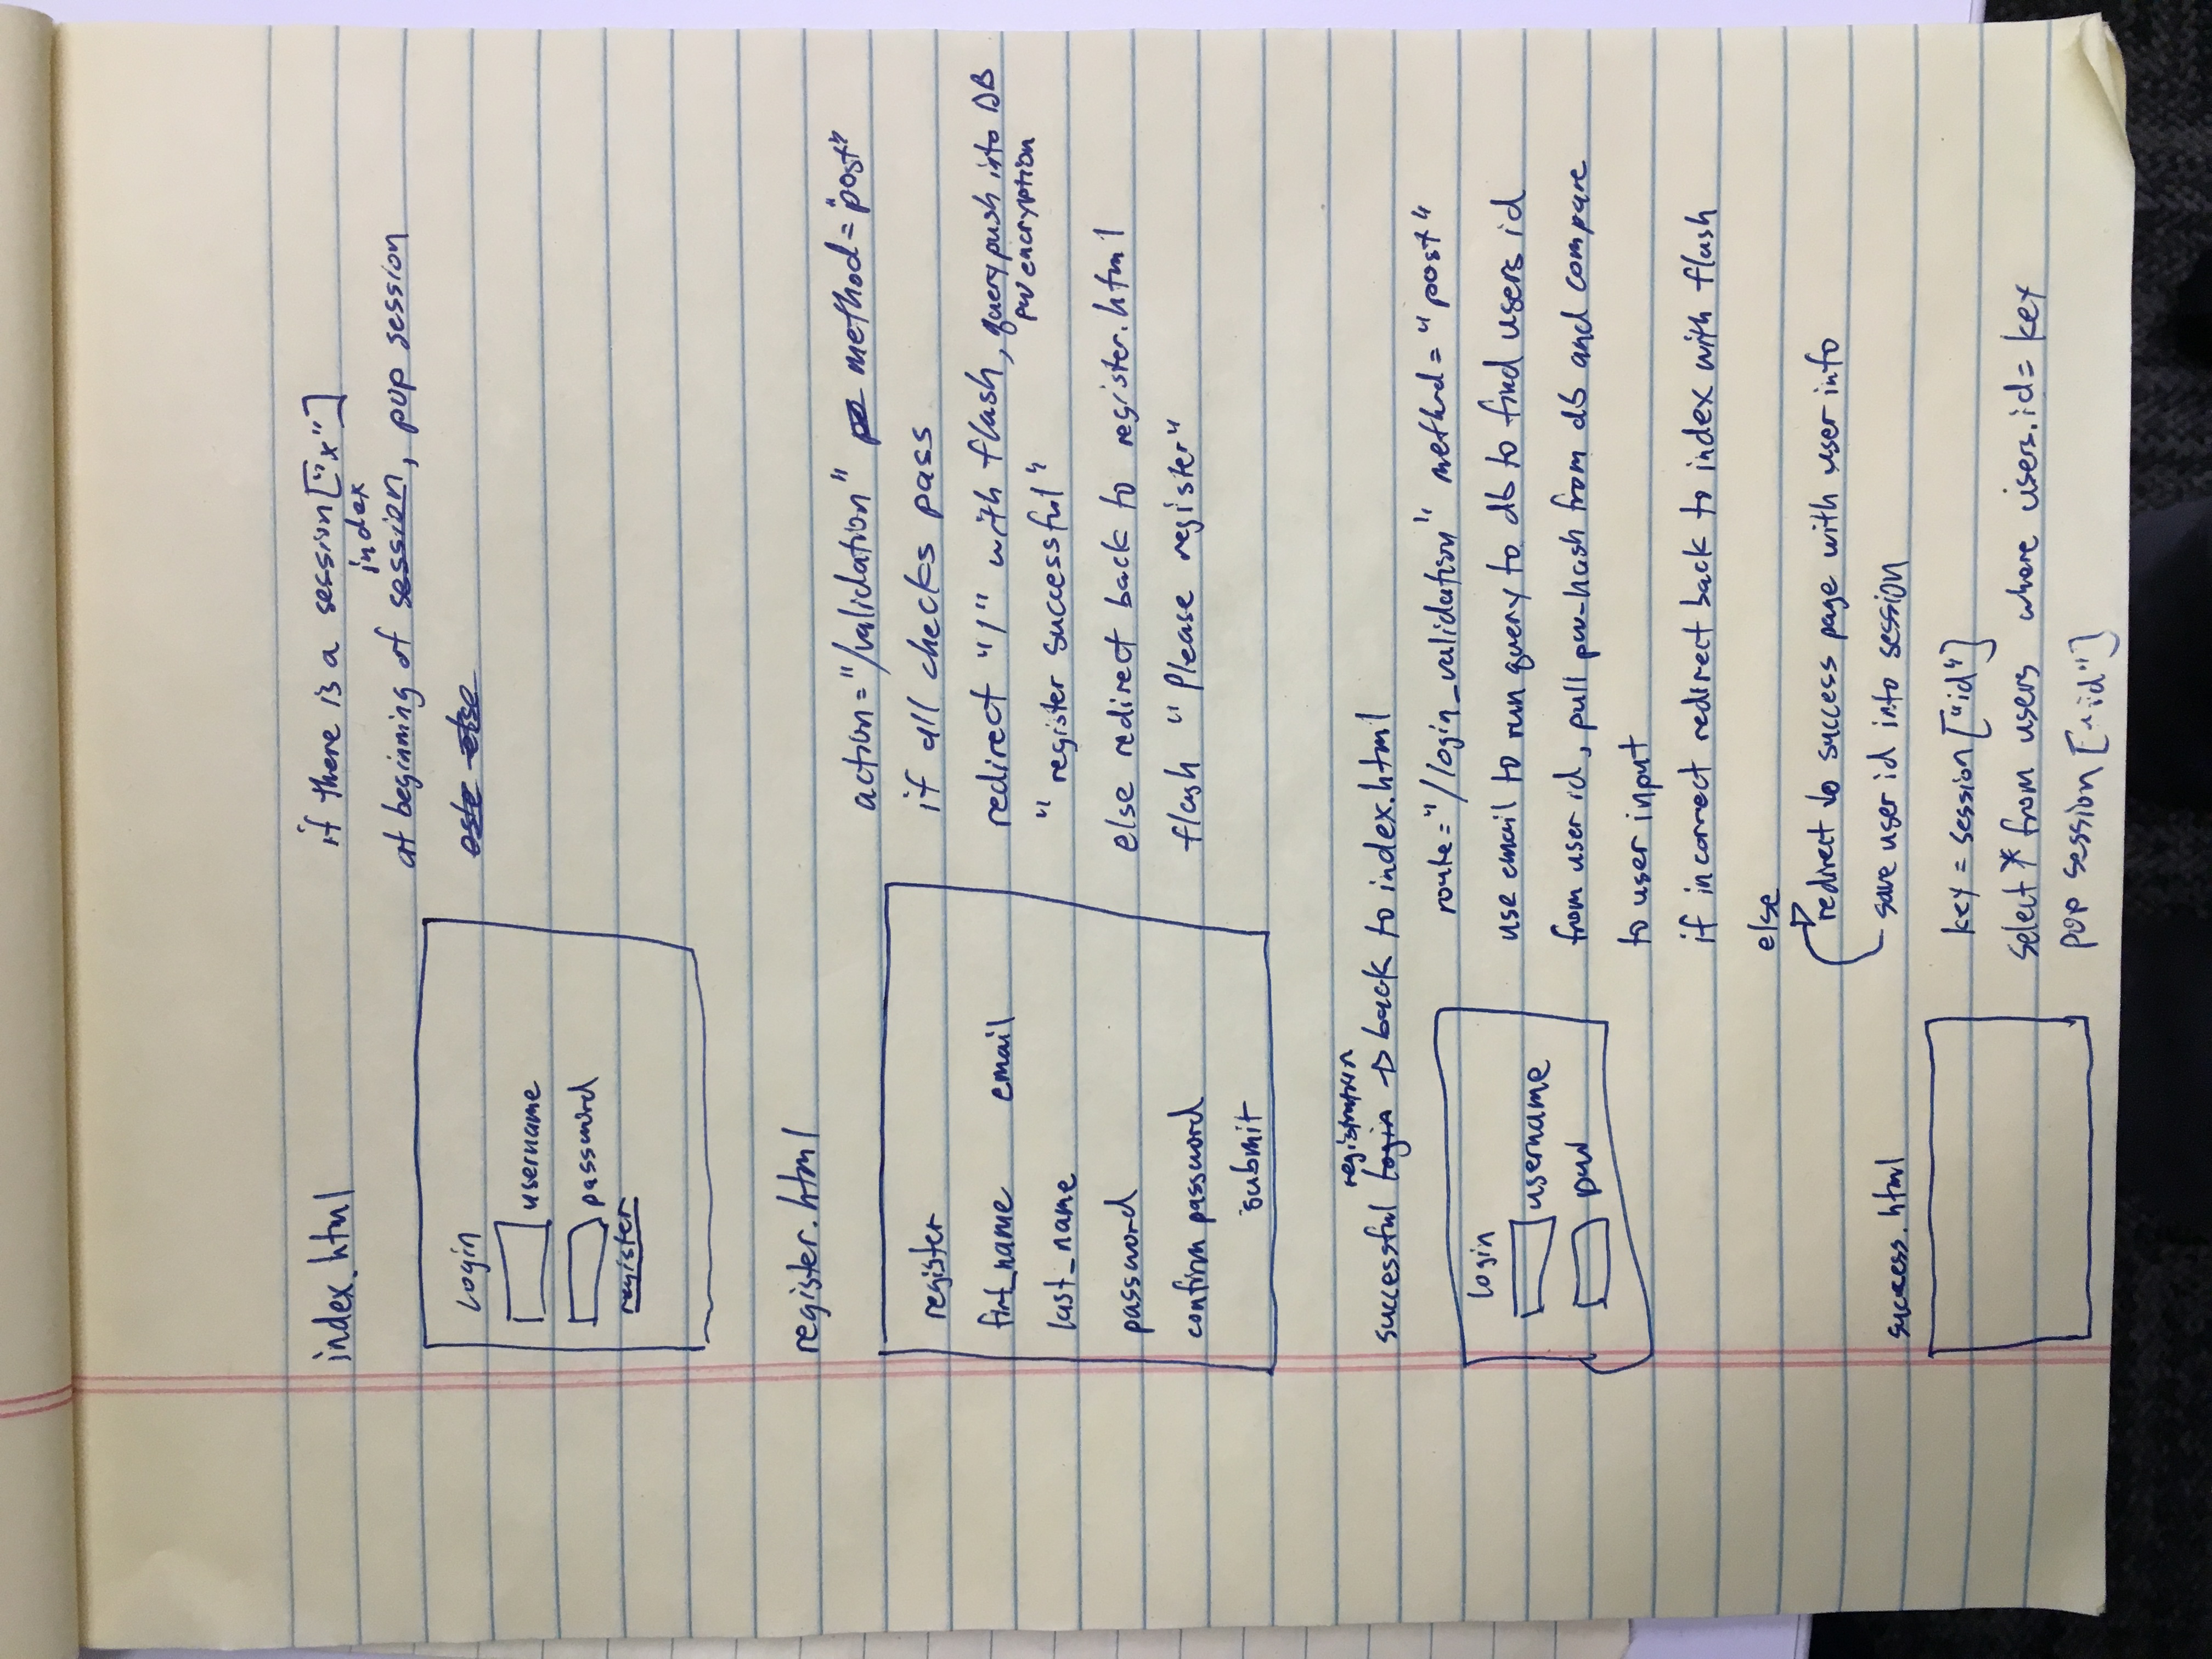 index.html
if there is a session["x"]
index
at beginning of session, pop session
else
Login
username
password
register
register.html
action="/validation" po method="post"
register
if all checks pass
first_name email
redirect "/" with flash, query push into DB
pw encryption
last_name
"register successful"
password
else redirect back to register.html
confirm password
flash "Please register"
submit
registration
successful login → back to index.html
route="/login_validation" method="post"
login
username
pw
use email to run query to db to find users id
from user id, pull pw-hash from db and compare
to user input
if incorrect redirect back to index with flash
else
redirect to success page with user info
save user id into session
success.html
key = session["id"]
select * from users where users.id = key
pop session["id"]